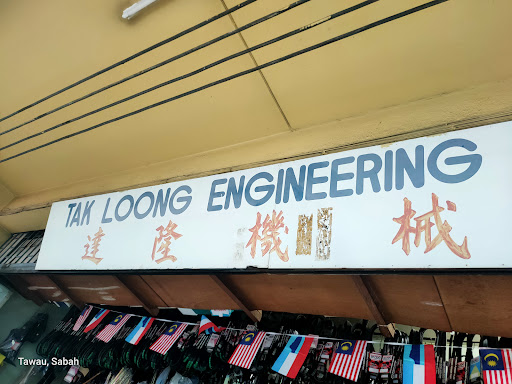 TAK LOONG ENGINEERING
達 隆 機 械
Tawau, Sabah